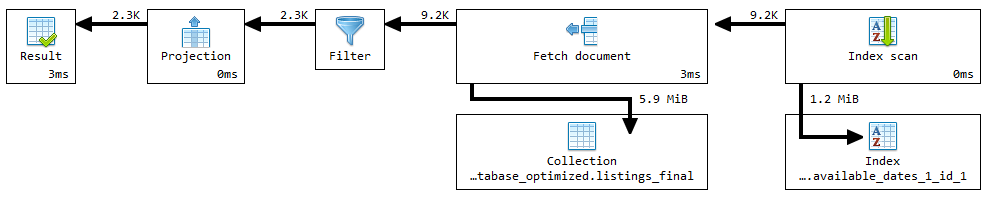 2.3K
2.3K
9.2K
9.2K
Result
3ms
Projection
0ms
Filter
Fetch document
3ms
Index scan
0ms
5.9 MiB
1.2 MiB
Collection
…tabase_optimized.listings_final
Index
….available_dates_1_id_1